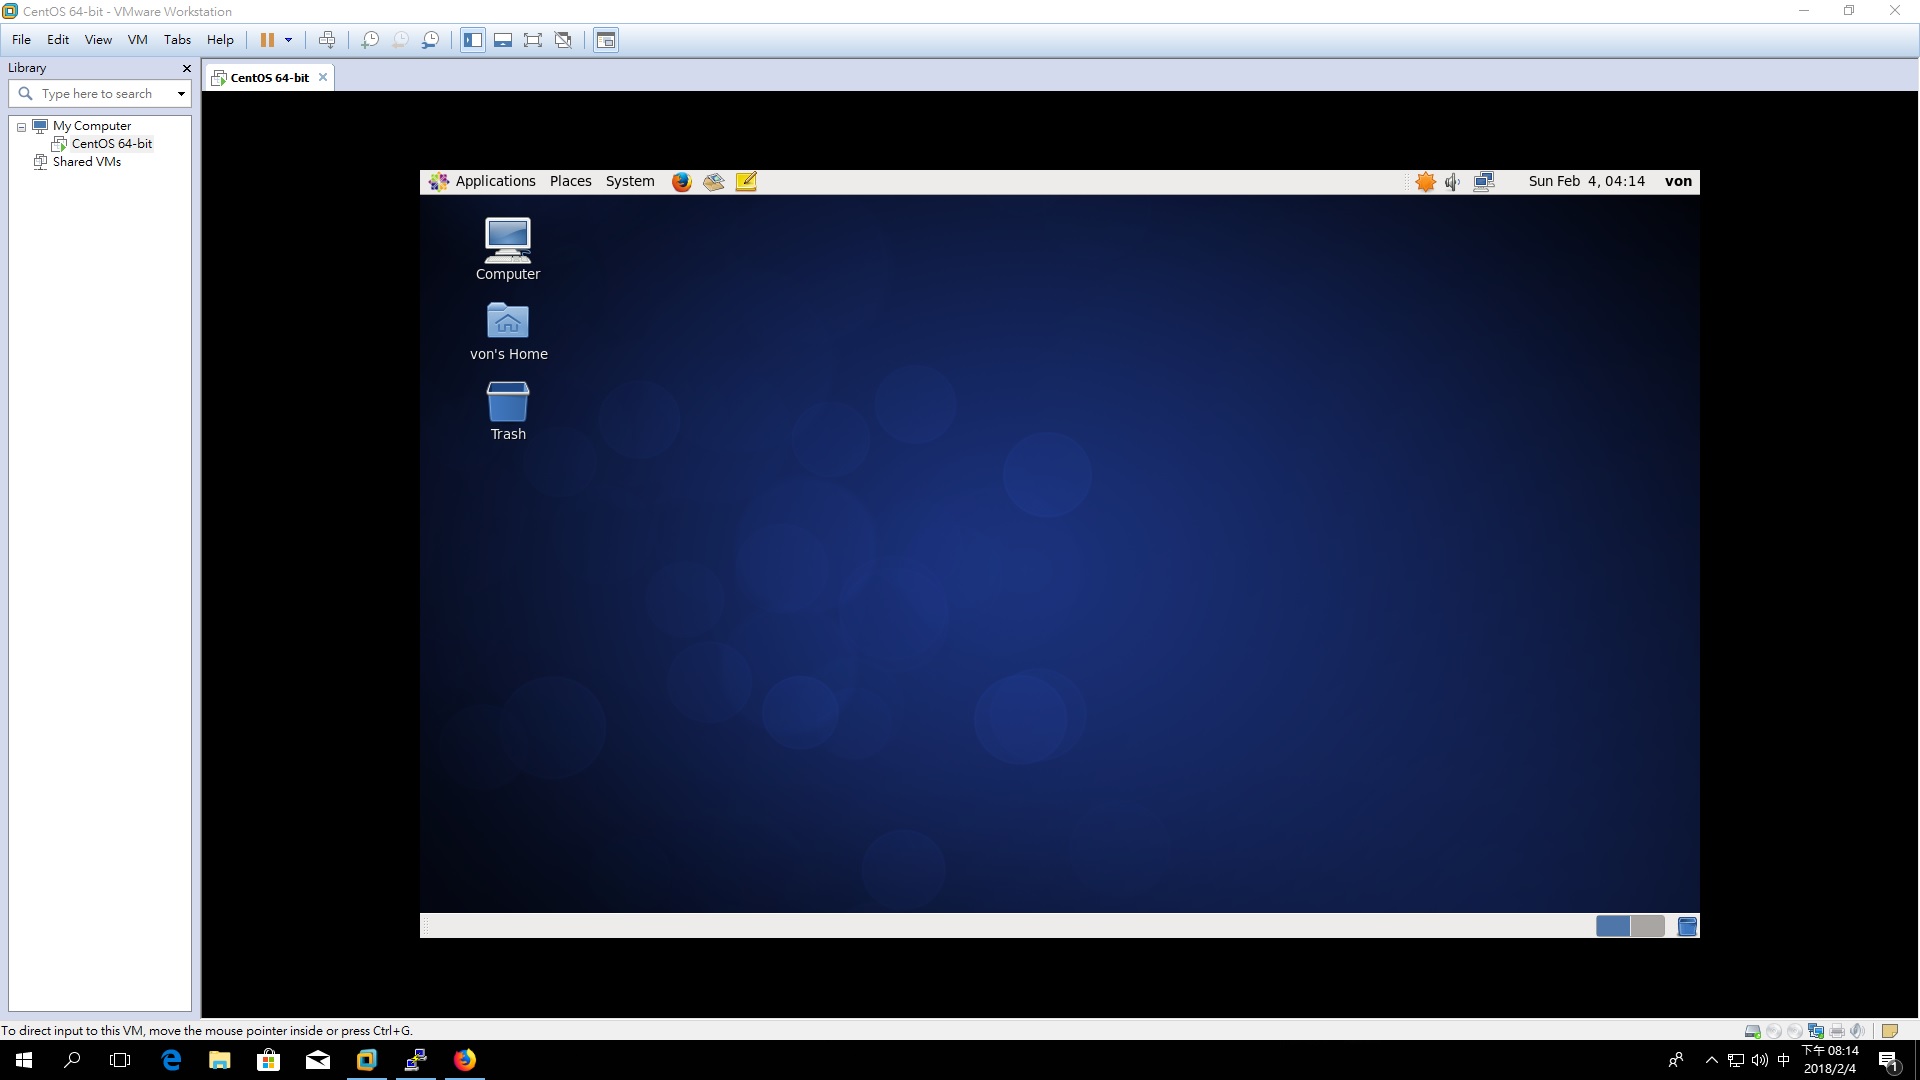 CentOS 64-bit - VMware Workstation
File Edit View VM Tabs Help
Library
CentOS 64-bit
Type here to search
My Computer
CentOS 64-bit
Shared VMs
Applications Places System
Sun Feb 4, 04:14 von
Computer
von's Home
Trash
To direct input to this VM, move the mouse pointer inside or press Ctrl+G.
中
下午 08:14
2018/2/4
1